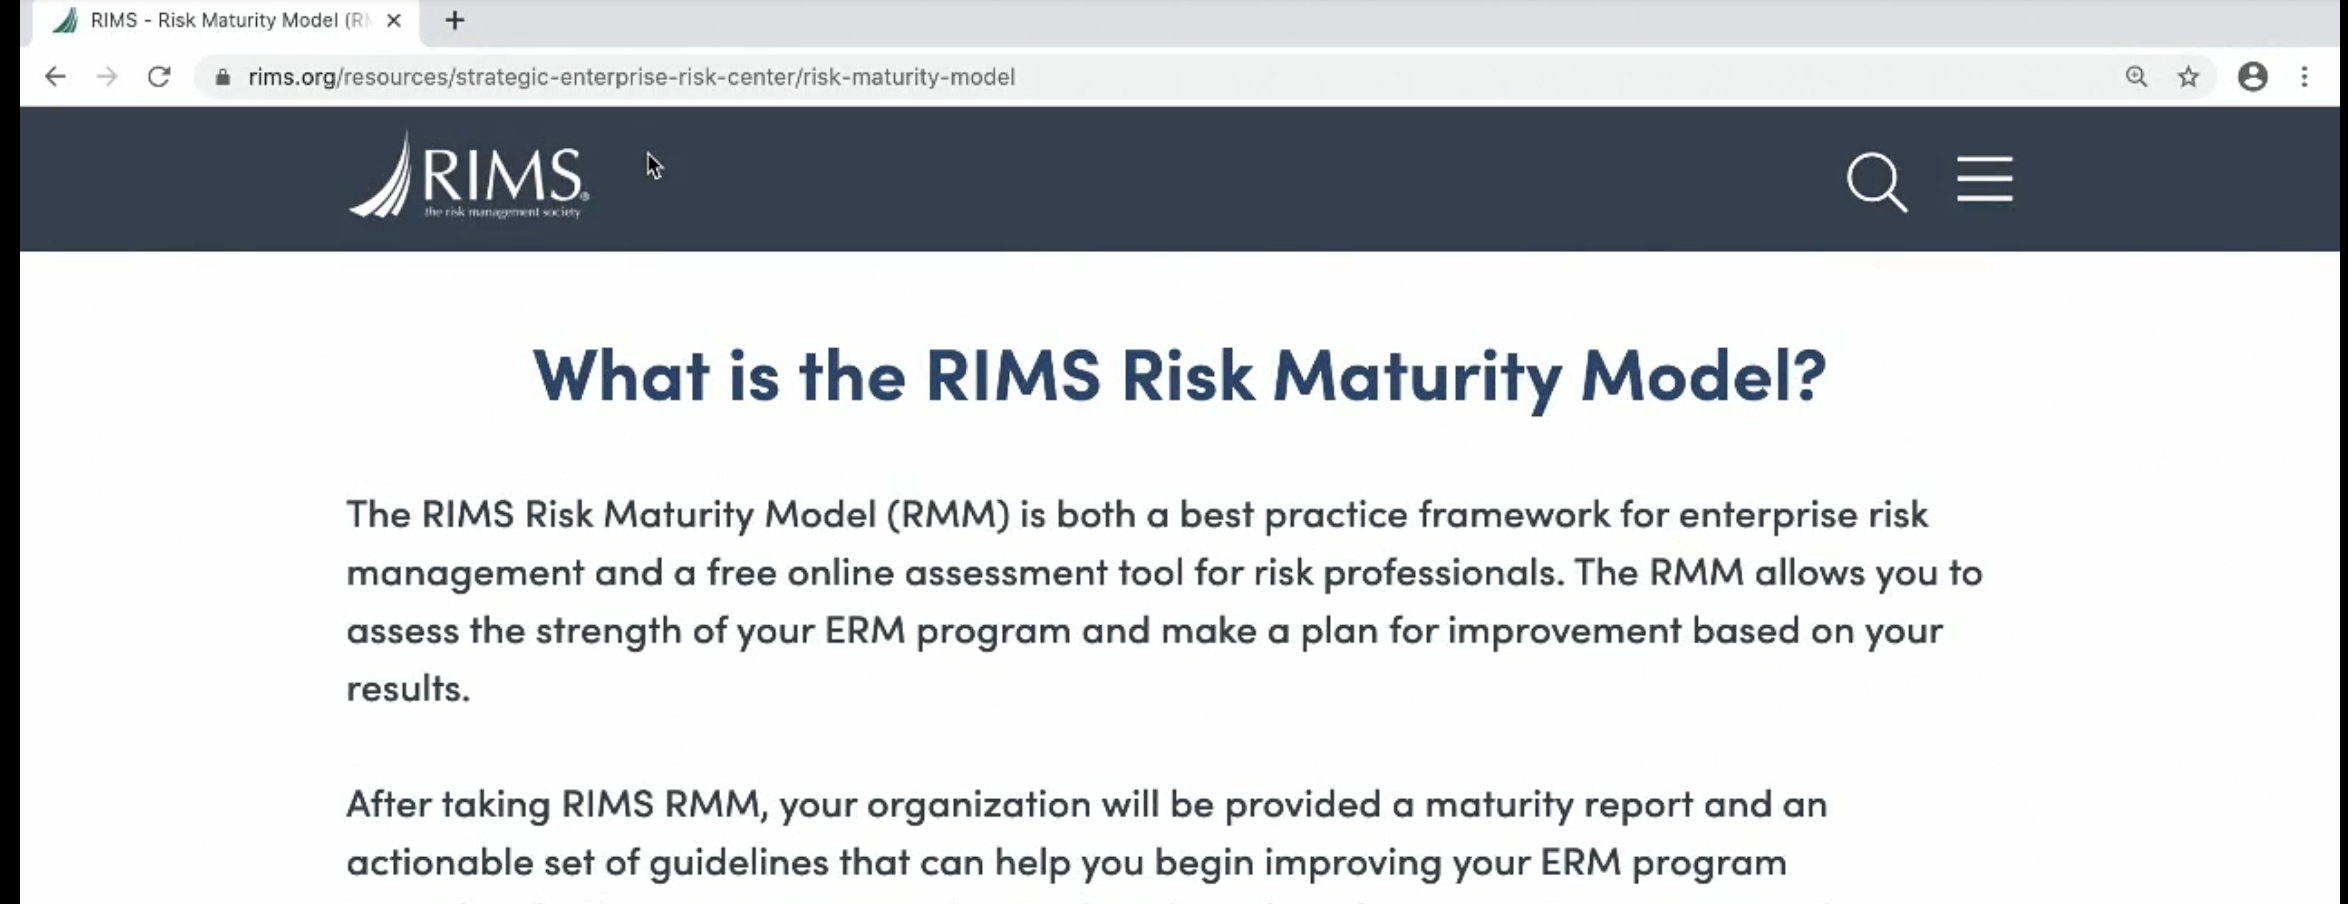 RIMS - Risk Maturity Model (R
rims.org/resources/strategic-enterprise-risk-center/risk-maturity-model
RIMS®
the risk management society
What is the RIMS Risk Maturity Model?
The RIMS Risk Maturity Model (RMM) is both a best practice framework for enterprise risk
management and a free online assessment tool for risk professionals. The RMM allows you to
assess the strength of your ERM program and make a plan for improvement based on your
results.
After taking RIMS RMM, your organization will be provided a maturity report and an
actionable set of guidelines that can help you begin improving your ERM program